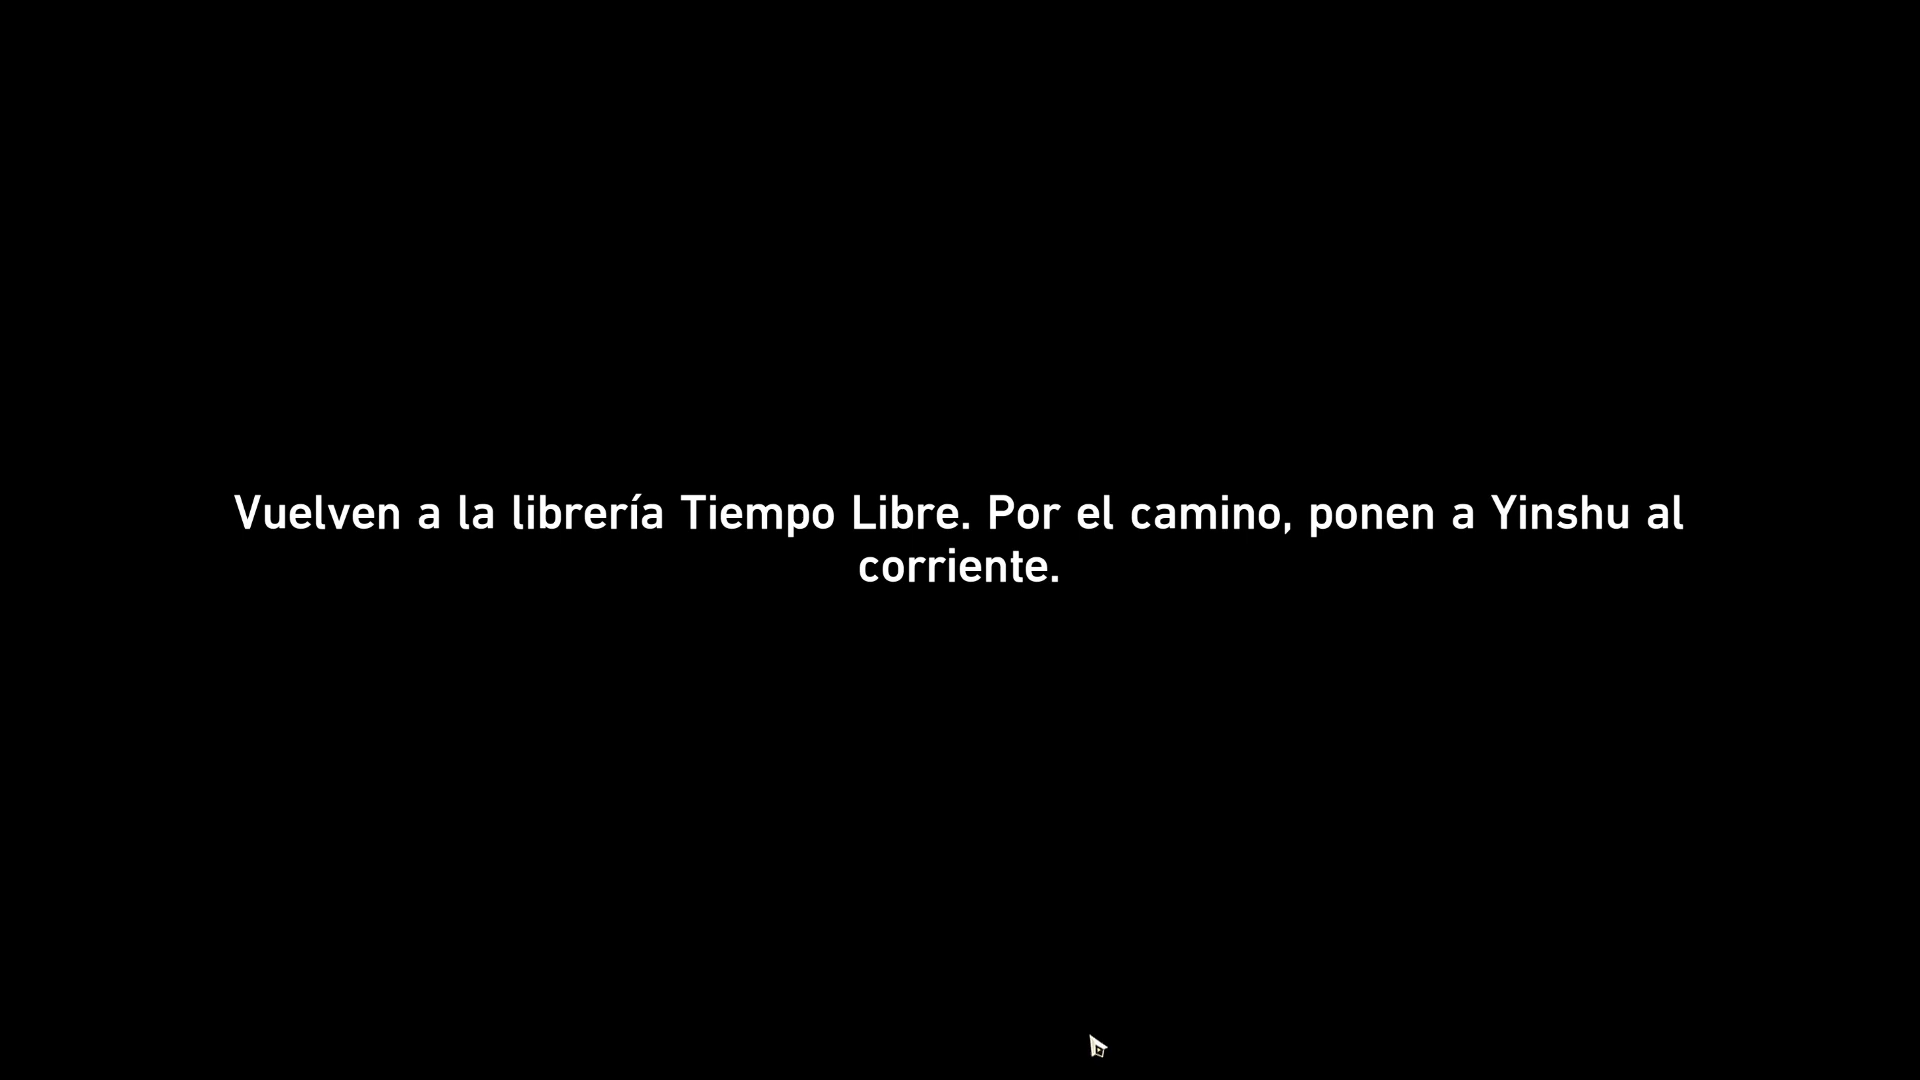 Vuelven a la librería Tiempo Libre. Por el camino, ponen a Yinshu al
corriente.